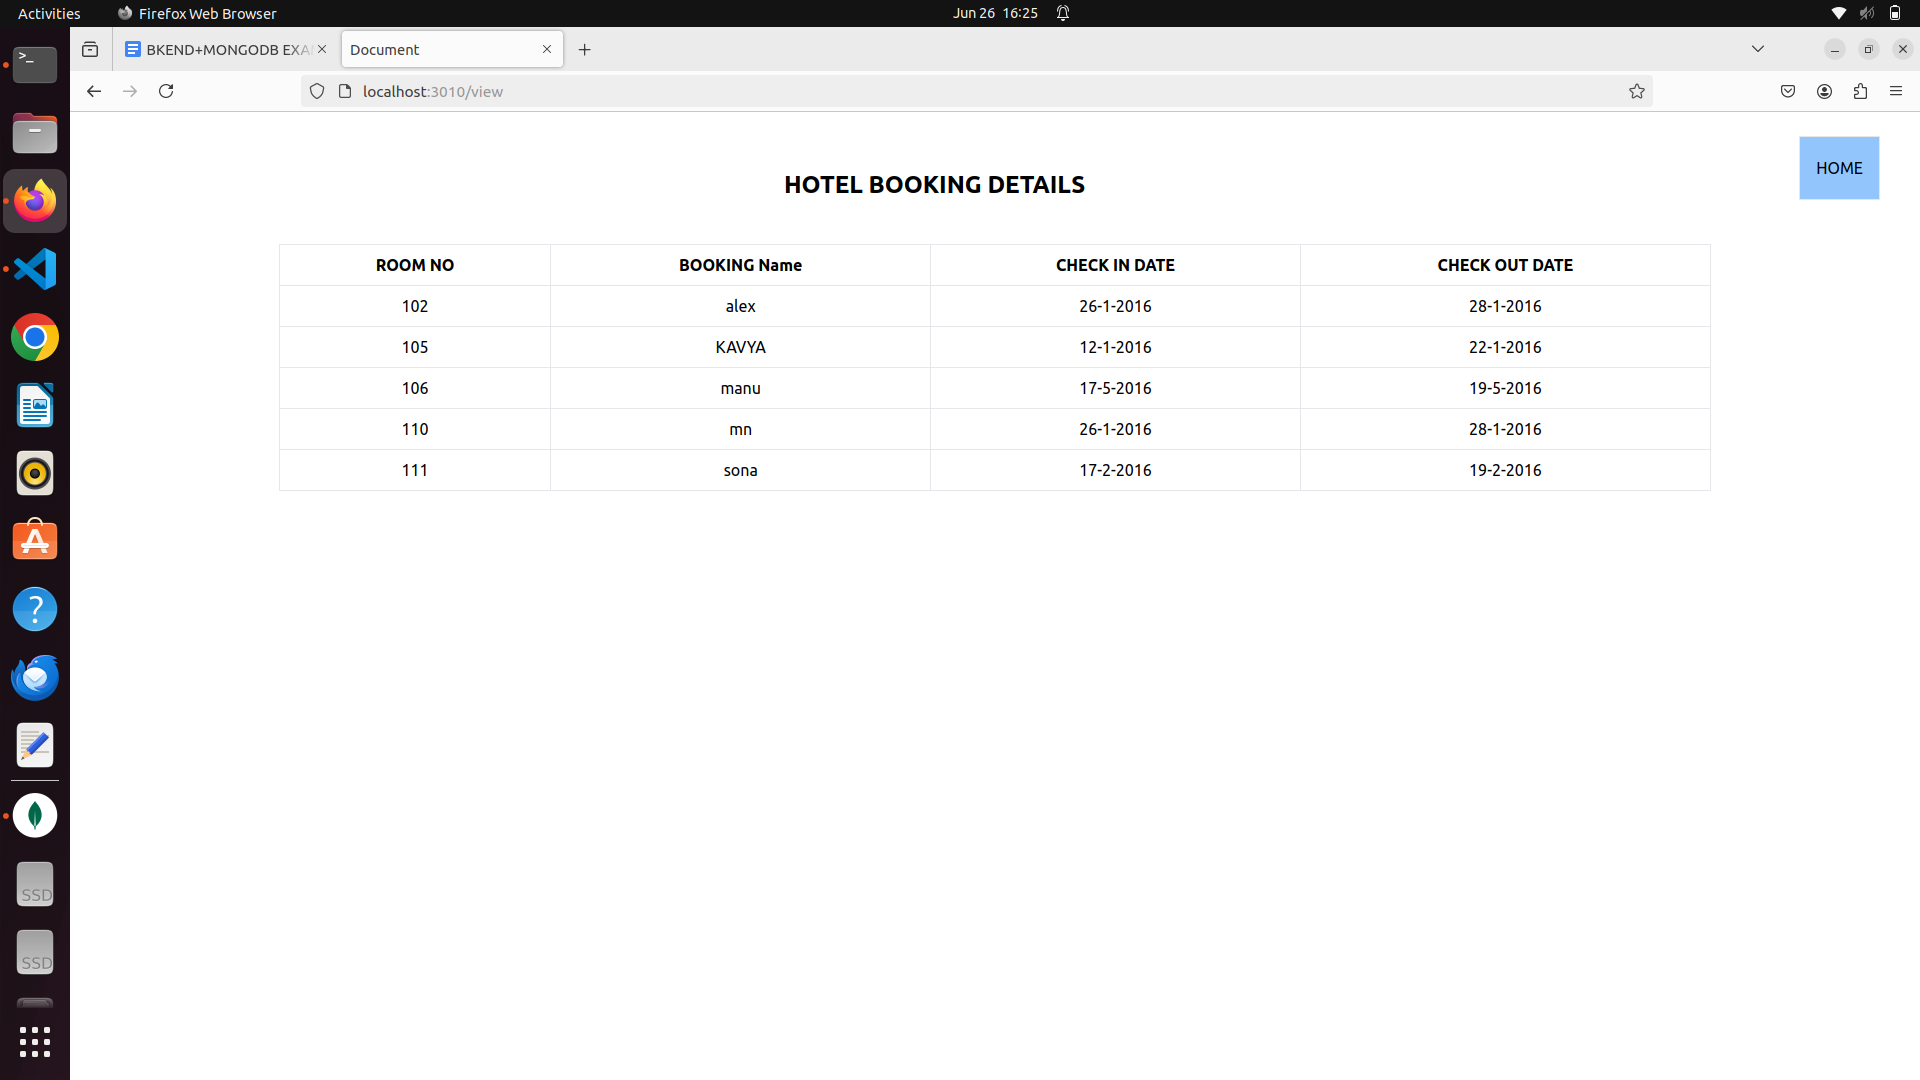 Activities Firefox Web Browser Jun 26 16:25
BKEND+MONGODB EXA Document
localhost:3010/view
HOME
HOTEL BOOKING DETAILS
ROOM NO BOOKING Name CHECK IN DATE CHECK OUT DATE
102 alex 26-1-2016 28-1-2016
105 KAVYA 12-1-2016 22-1-2016
106 manu 17-5-2016 19-5-2016
110 mn 26-1-2016 28-1-2016
111 sona 17-2-2016 19-2-2016
SSD
SSD